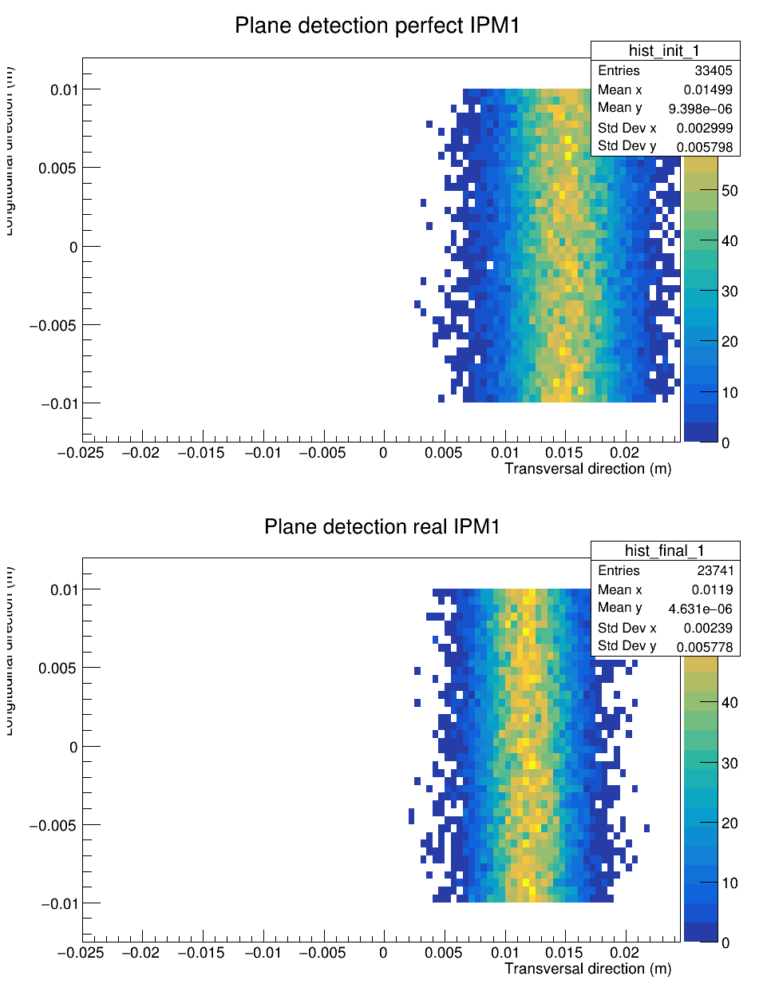 Plane detection perfect IPM1
hist_init_1
Entries 33405
Mean x 0.01499
Mean y 9.398e−06
Std Dev x 0.002999
Std Dev y 0.005798
Longitudinal direction (m)
0.01
0.005
0
−0.005
−0.01
50
40
30
20
10
0
−0.025 −0.02 −0.015 −0.01 −0.005 0 0.005 0.01 0.015 0.02
Transversal direction (m)
Plane detection real IPM1
hist_final_1
Entries 23741
Mean x 0.0119
Mean y 4.631e−06
Std Dev x 0.00239
Std Dev y 0.005778
Longitudinal direction (m)
0.01
0.005
0
−0.005
−0.01
40
30
20
10
0
−0.025 −0.02 −0.015 −0.01 −0.005 0 0.005 0.01 0.015 0.02
Transversal direction (m)